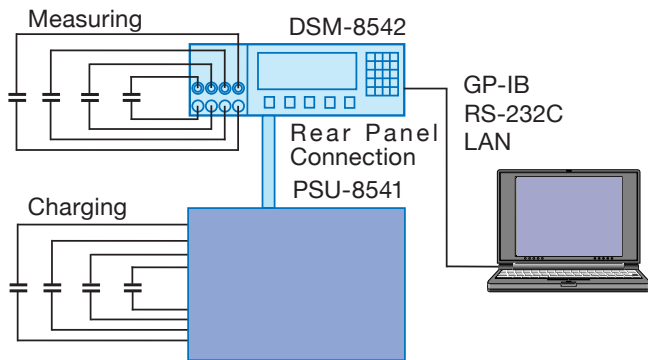 Measuring
DSM-8542
GP-IB
RS-232C
LAN
Rear Panel
Connection
PSU-8541
Charging